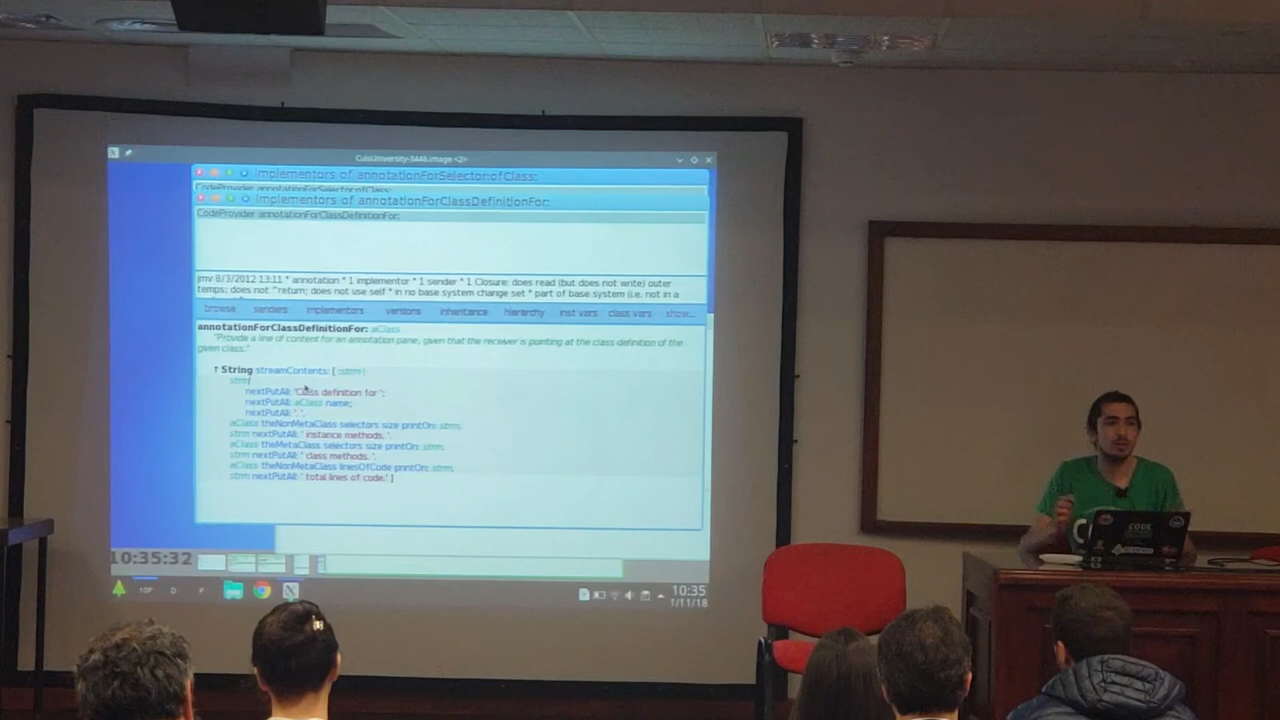 CuisUniversity-3446.image <2>
Implementors of annotationForSelector:ofClass:
CodeProvider annotationForSelector:ofClass:
Implementors of annotationForClassDefinitionFor:
CodeProvider annotationForClassDefinitionFor:
jmv 8/3/2012 13:11 * annotation * 1 implementor * 1 sender * 1 Closure: does read (but does not write) outer
temps; does not ^return; does not use self * in no base system change set * part of base system (i.e. not in a
browse senders implementors versions inheritance hierarchy inst vars class vars show...
annotationForClassDefinitionFor: aClass
"Provide a line of content for an annotation pane, given that the receiver is pointing at the class definition of the
given class."
↑ String streamContents: [ :strm|
strm
nextPutAll: 'Class definition for ';
nextPutAll: aClass name;
nextPutAll: '. '.
aClass theNonMetaClass selectors size printOn: strm.
strm nextPutAll: ' instance methods. '.
aClass theMetaClass selectors size printOn: strm.
strm nextPutAll: ' class methods. '.
aClass theNonMetaClass linesOfCode printOn: strm.
strm nextPutAll: ' total lines of code.' ]
10:35:32
10:35
1/11/18
CODE